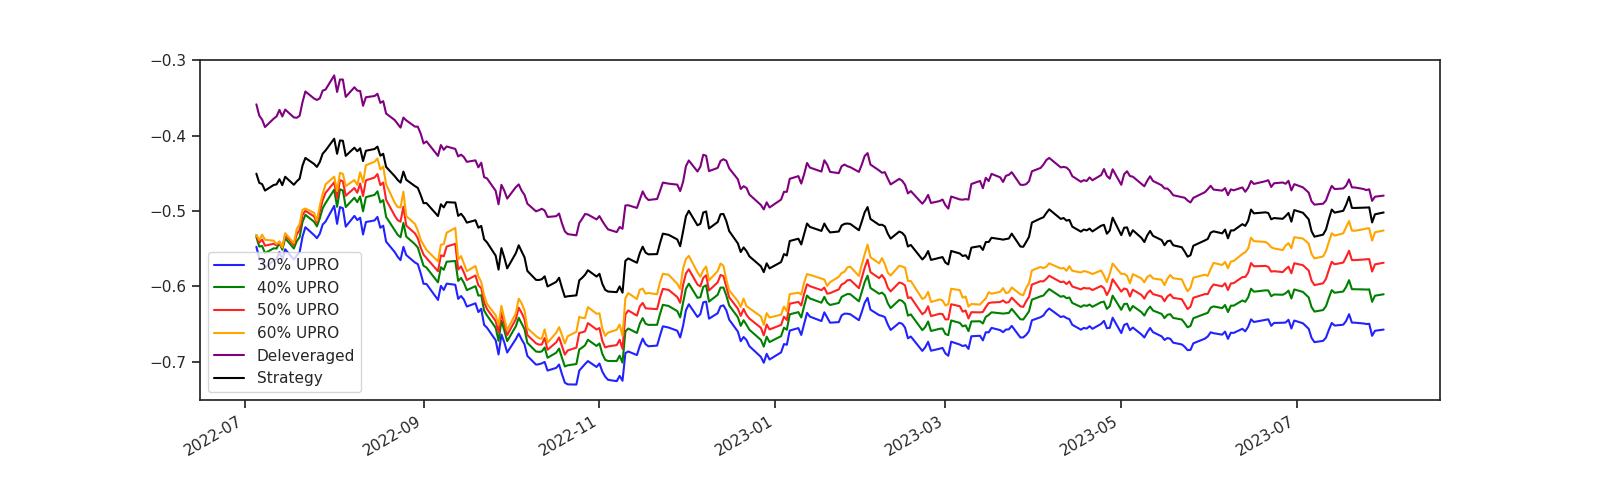 −0.3
−0.4
−0.5
−0.6
−0.7
30% UPRO
40% UPRO
50% UPRO
60% UPRO
Deleveraged
Strategy
2022-07
2022-09
2022-11
2023-01
2023-03
2023-05
2023-07